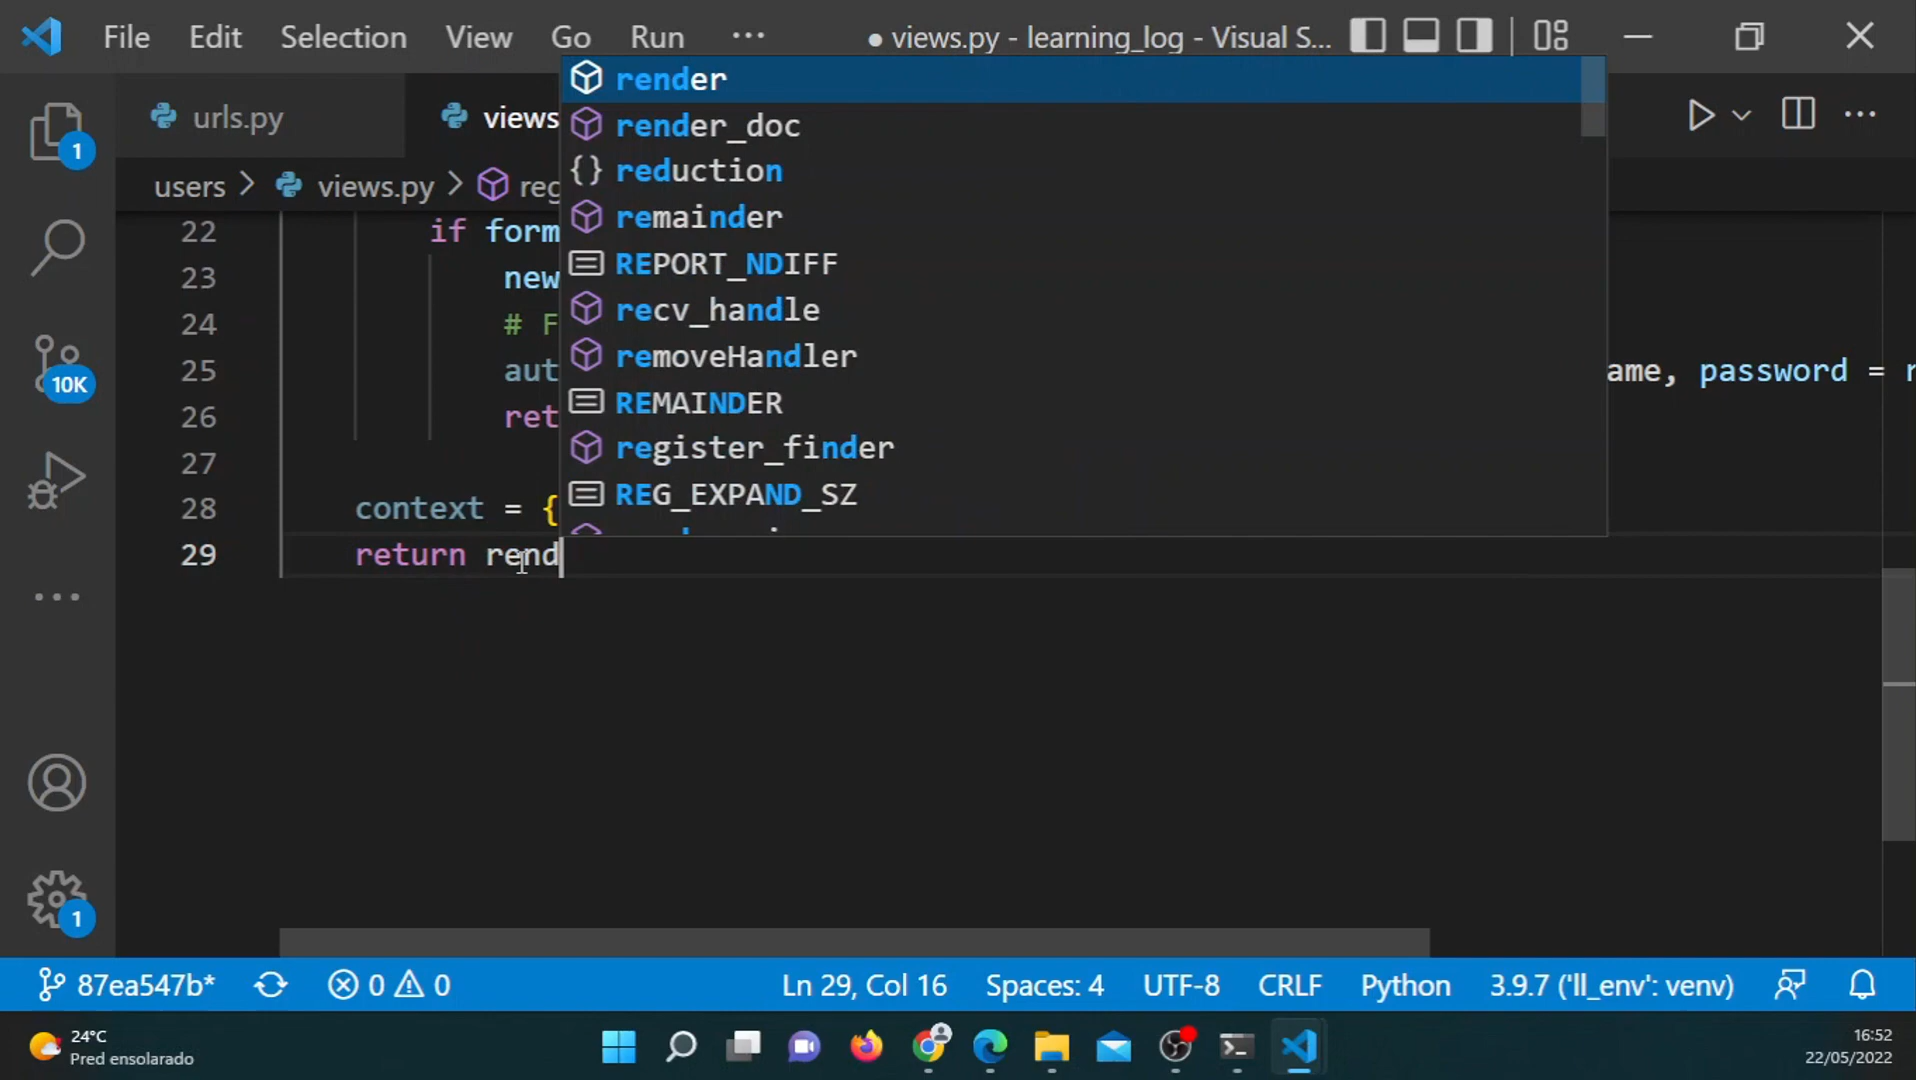 File Edit Selection View Go Run ··· ● views.py - learning_log - Visual S...
urls.py views
users > views.py > reg
render
render_doc
{} reduction
remainder
REPORT_NDIFF
recv_handle
removeHandler
REMAINDER
register_finder
REG_EXPAND_SZ
22 if form
23 new
24 # F
25 aut ame, password = r
26 ret
27
28 context = {
29 return rend
1
10K
1
87ea547b* 0 0 Ln 29, Col 16 Spaces: 4 UTF-8 CRLF Python 3.9.7 ('ll_env': venv)
24°C
Pred ensolarado
16:52
22/05/2022